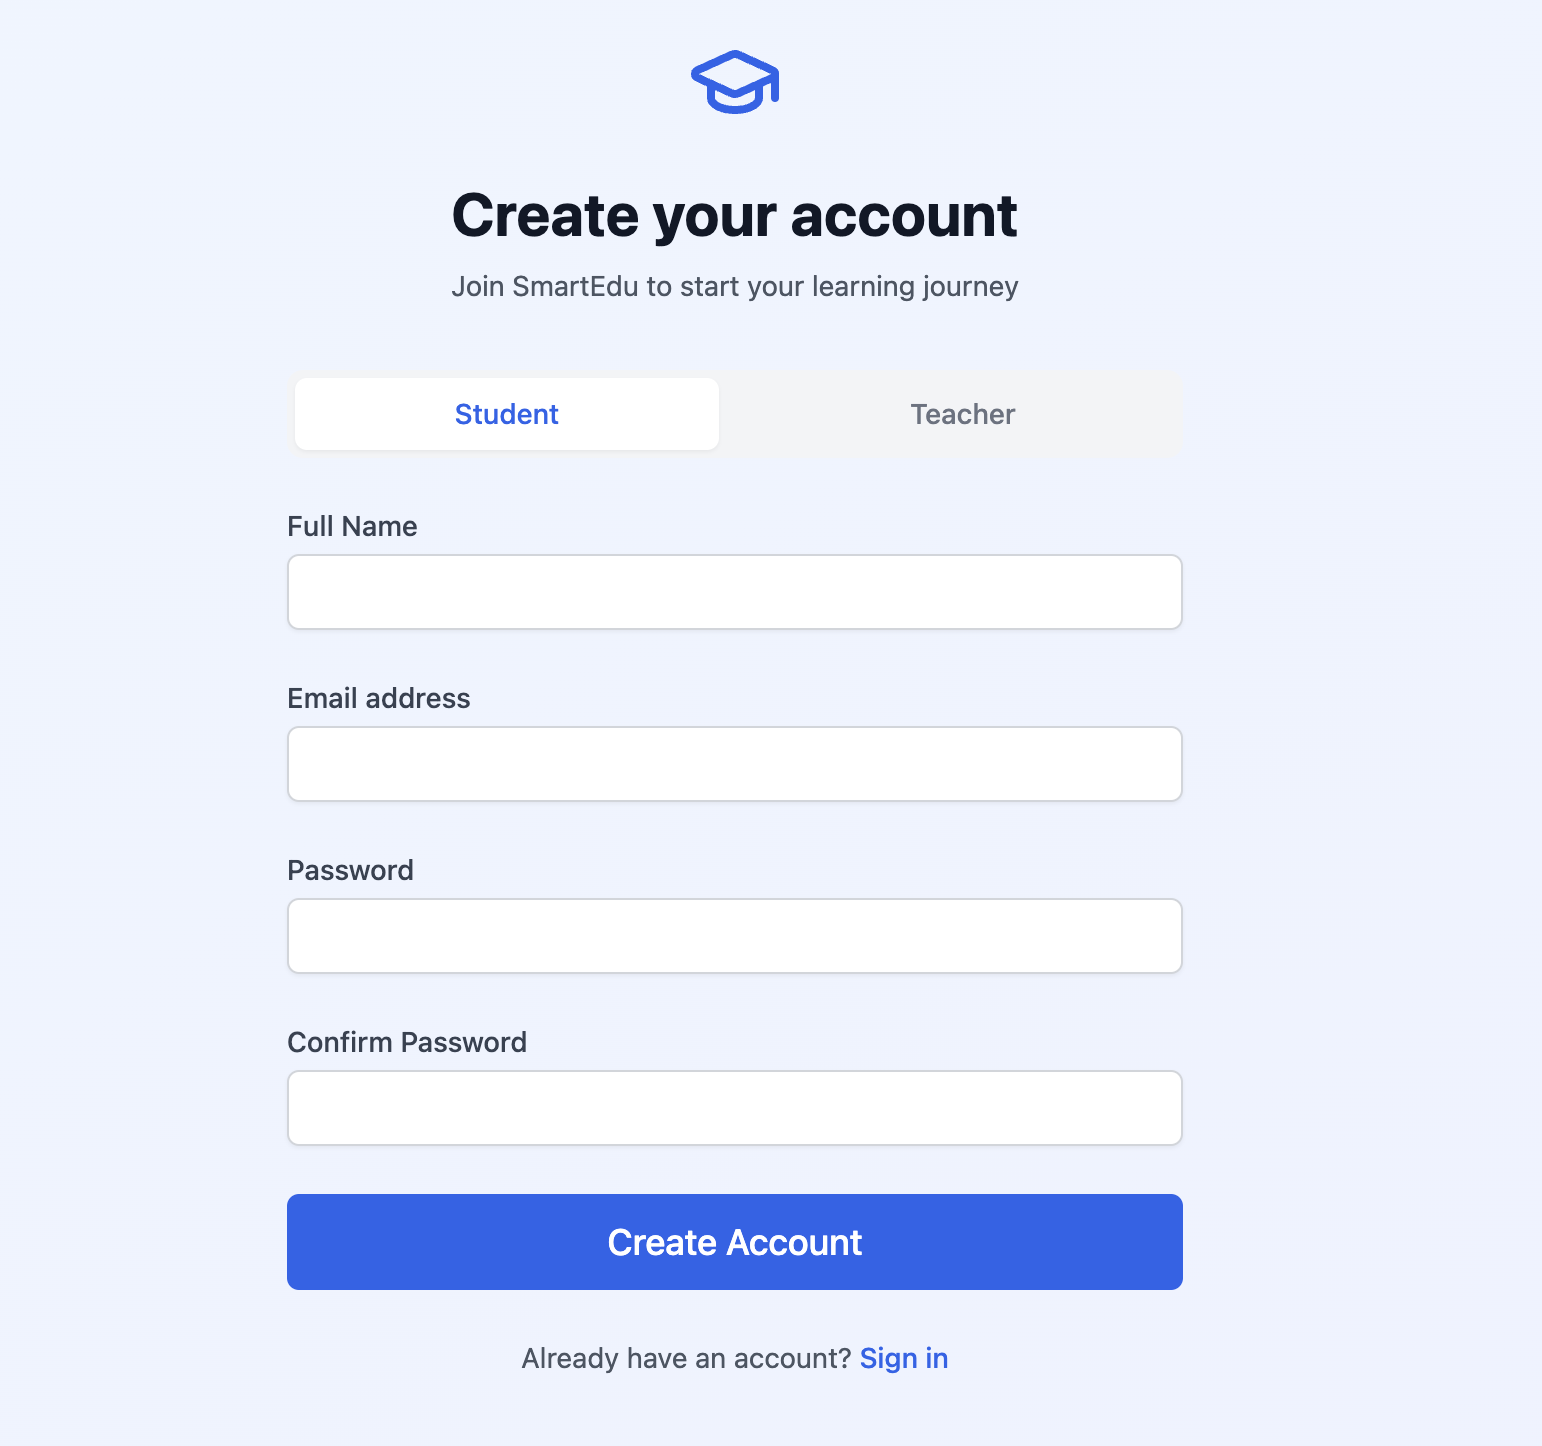 Create your account
Join SmartEdu to start your learning journey
Student Teacher
Full Name
Email address
Password
Confirm Password
Create Account
Already have an account? Sign in